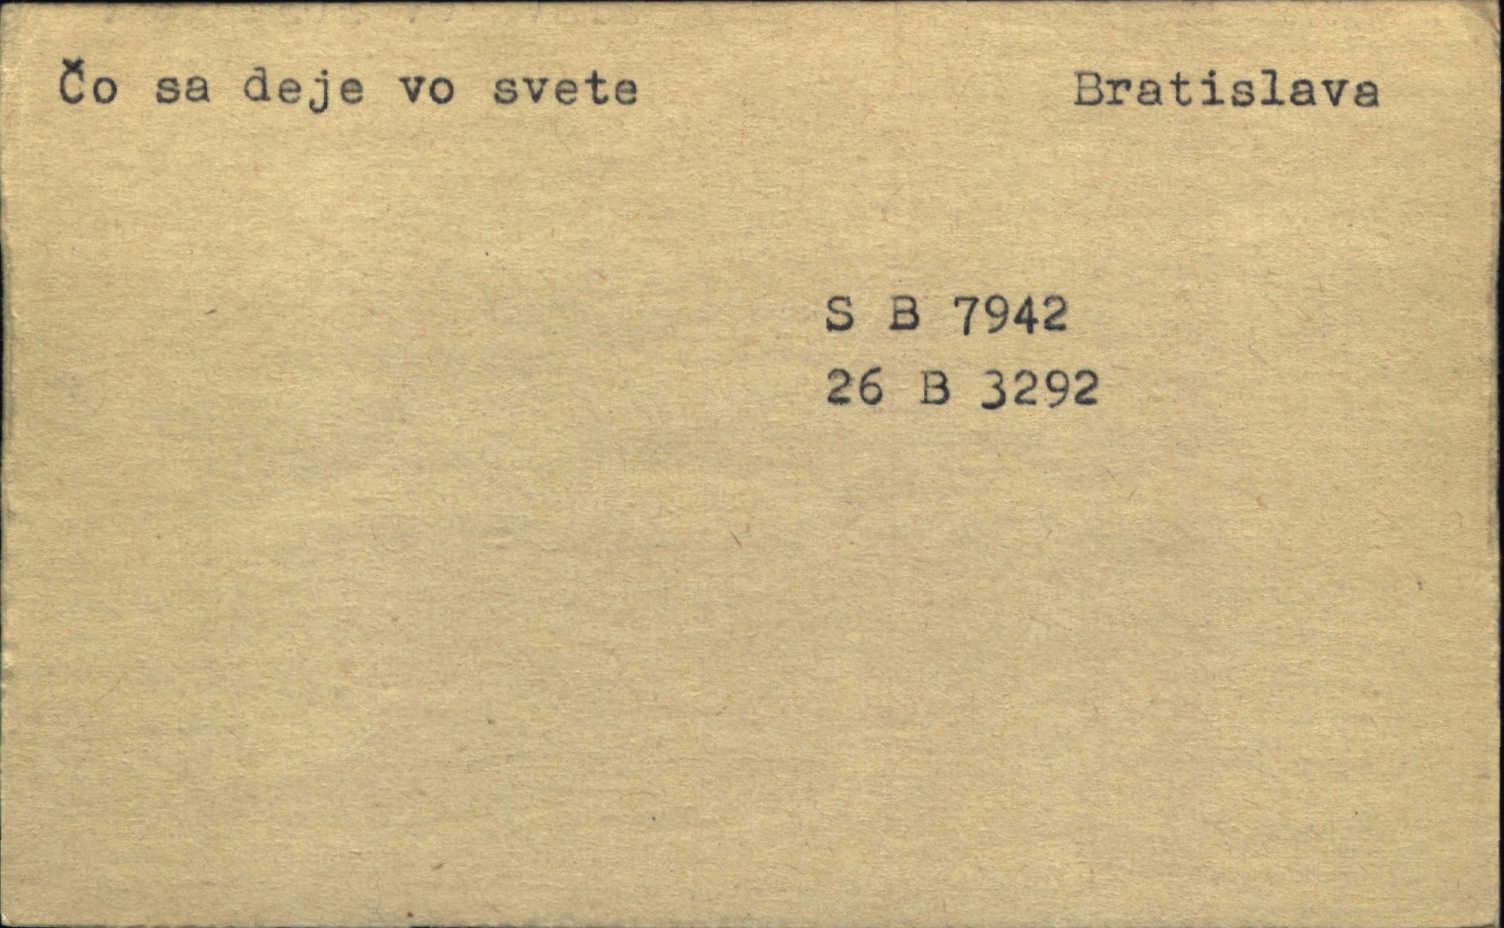 Čo sa deje vo svete Bratislava
S B 7942
26 B 3292